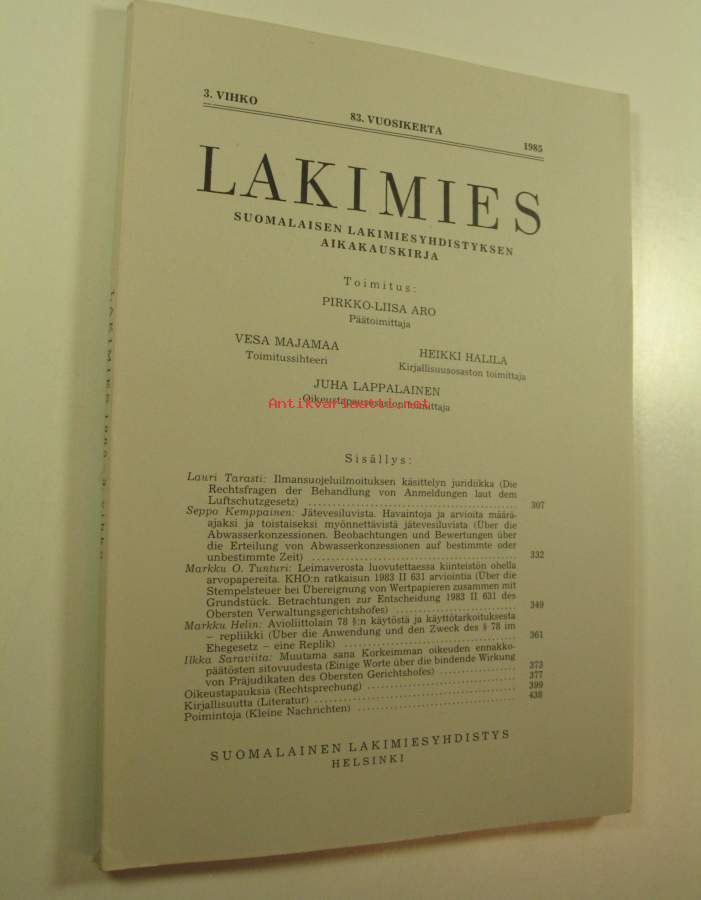 3. VIHKO 83. VUOSIKERTA 1985
LAKIMIES
SUOMALAISEN LAKIMIESYHDISTYKSEN
AIKAKAUSKIRJA
Toimitus:
PIRKKO-LIISA ARO
Päätoimittaja
VESA MAJAMAA HEIKKI HALILA
Toimitussihteeri Kirjallisuusosaston toimittaja
JUHA LAPPALAINEN
Oikeustapausosaston toimittaja
Antikvariaatti.net
Sisällys:
Lauri Tarasti: Ilmansuojeluilmoituksen käsittelyn juridiikka (Die
Rechtsfragen der Behandlung von Anmeldungen laut dem
Luftschutzgesetz) 307
Seppo Kemppainen: Jätevesiluvista. Havaintoja ja arvioita määrä-
ajaksi ja toistaiseksi myönnettävistä jätevesiluvista (Über die
Abwasserkonzessionen. Beobachtungen und Bewertungen über
die Erteilung von Abwasserkonzessionen auf bestimmte oder
unbestimmte Zeit) 332
Markku O. Tunturi: Leimaverosta luovutettaessa kiinteistön ohella
arvopapereita. KHO:n ratkaisun 1983 II 631 arviointia (Über die
Stempelsteuer bei Übereignung von Wertpapieren zusammen mit
Grundstück. Betrachtungen zur Entscheidung 1983 II 631 des
Obersten Verwaltungsgerichtshofes) 349
Markku Helin: Avioliittolain 78 §:n käytöstä ja käyttötarkoituksesta
– repliikki (Über die Anwendung und den Zweck des § 78 im
Ehegesetz – eine Replik) 361
Ilkka Saraviita: Muutama sana Korkeimman oikeuden ennakko-
päätösten sitovuudesta (Einige Worte über die bindende Wirkung
von Präjudikaten des Obersten Gerichtshofes) 373
Oikeustapauksia (Rechtsprechung) 377
Kirjallisuutta (Literatur) 399
Poimintoja (Kleine Nachrichten) 438
SUOMALAINEN LAKIMIESYHDISTYS
HELSINKI
LAKIMIES 1985 3 vihko